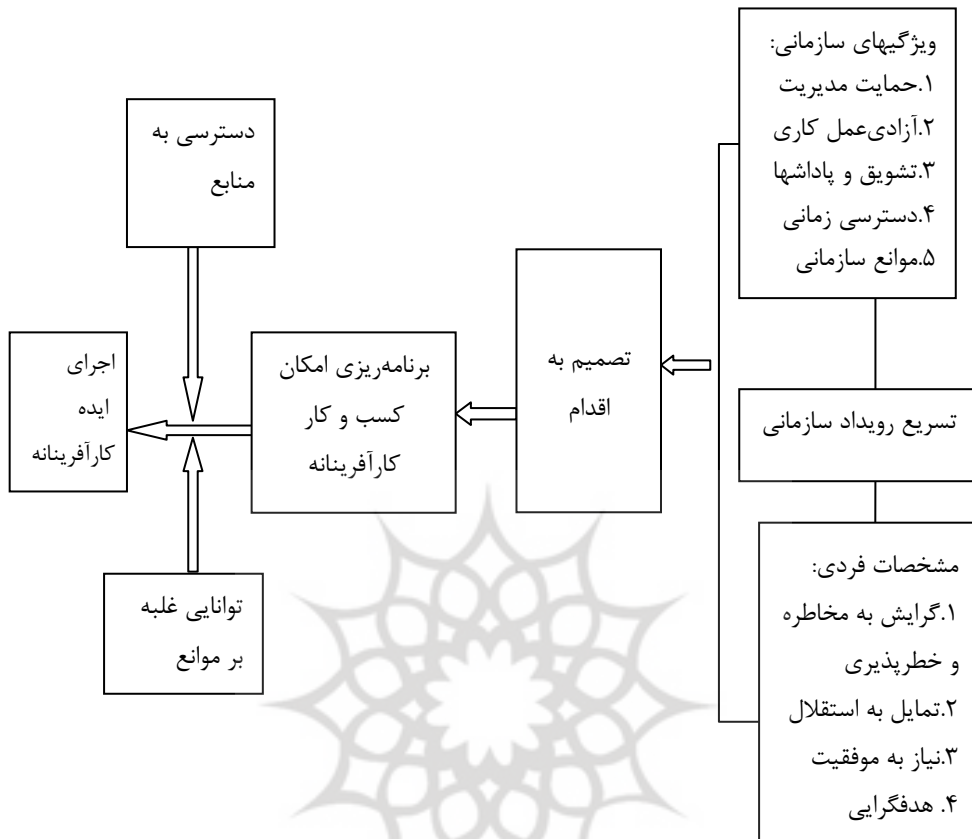 ویژگیهای سازمانی:
۱.حمایت مدیریت
۲.آزادی‌عمل کاری
۳.تشویق و پاداشها
۴.دسترسی زمانی
۵.موانع سازمانی
تسریع رویداد سازمانی
مشخصات فردی:
۱.گرایش به مخاطره
و خطرپذیری
۲.تمایل به استقلال
۳.نیاز به موفقیت
۴. هدفگرایی
تصمیم به
اقدام
برنامه‌ریزی امکان
کسب و کار
کارآفرینانه
دسترسی به
منابع
توانایی غلبه
بر موانع
اجرای
ایده
کارآفرینانه